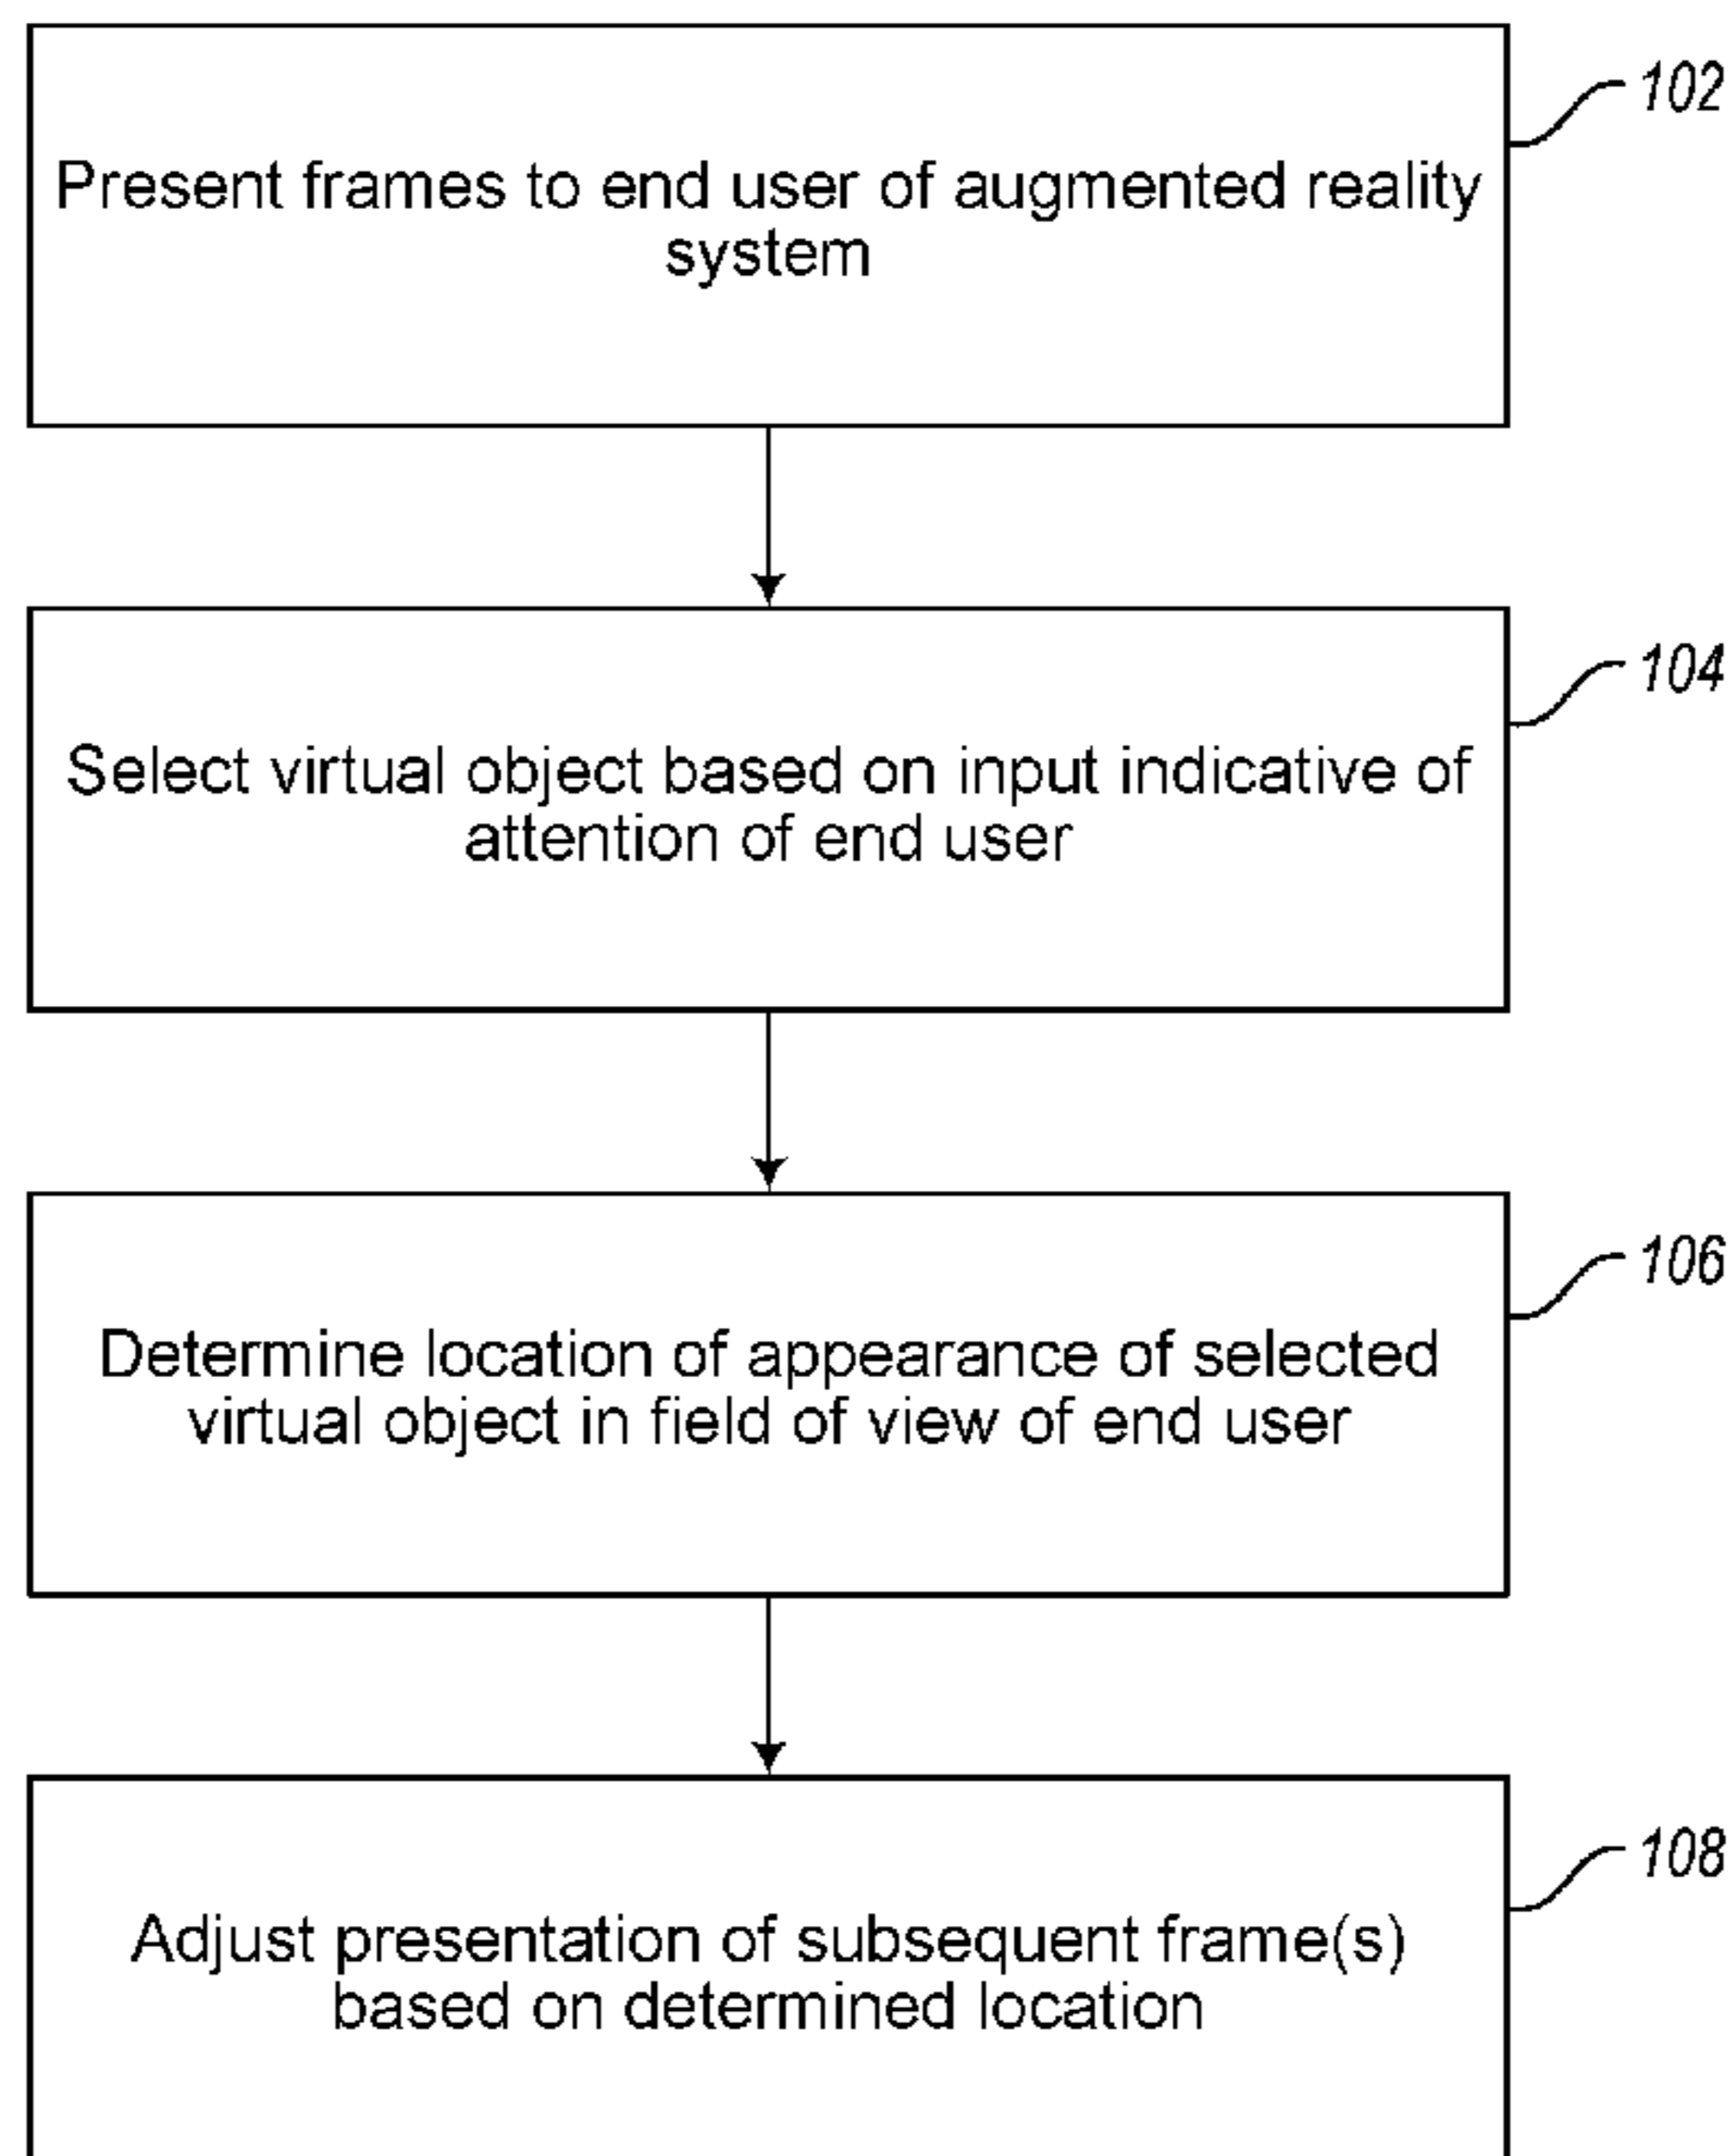 102
Present frames to end user of augmented reality
system
104
Select virtual object based on input indicative of
attention of end user
106
Determine location of appearance of selected
virtual object in field of view of end user
108
Adjust presentation of subsequent frame(s)
based on determined location